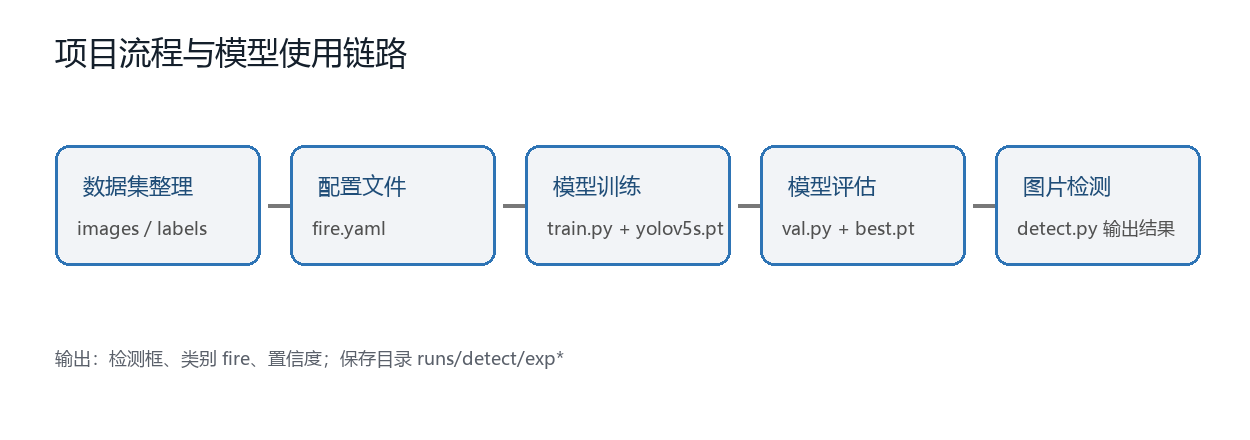 项目流程与模型使用链路
数据集整理
images / labels
配置文件
fire.yaml
模型训练
train.py + yolov5s.pt
模型评估
val.py + best.pt
图片检测
detect.py 输出结果
输出：检测框、类别 fire、置信度；保存目录 runs/detect/exp*